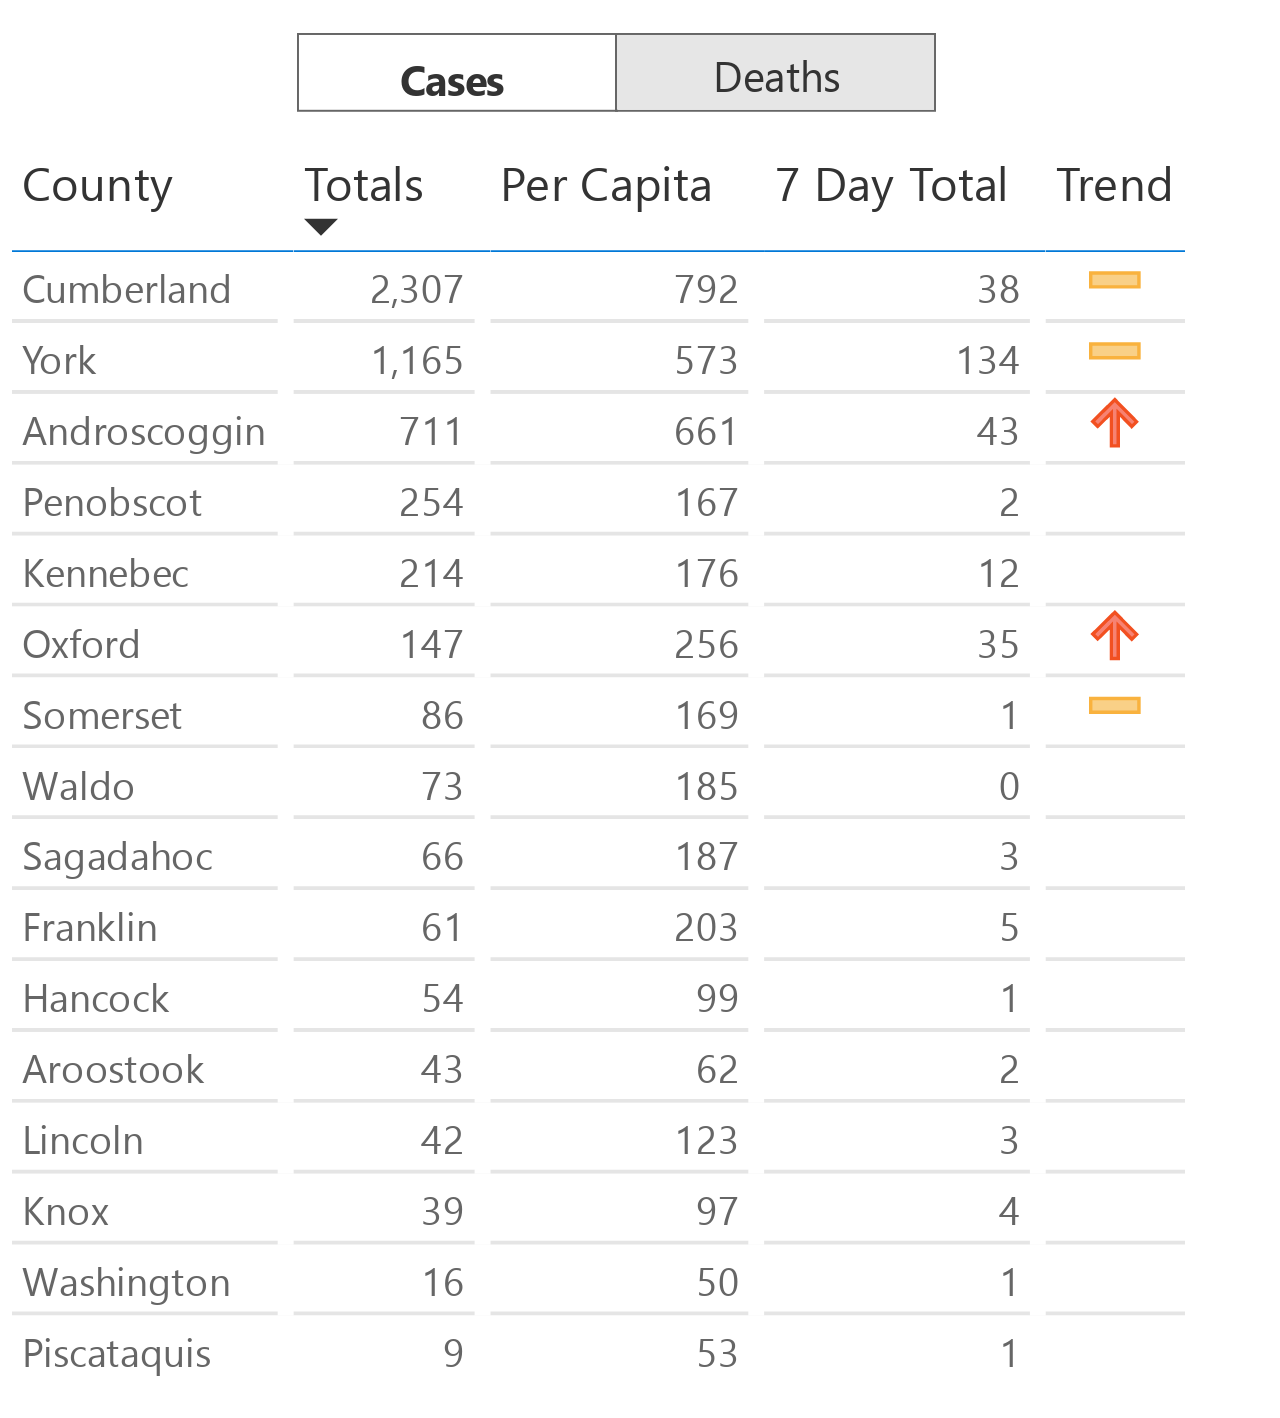 Cases Deaths
County Totals Per Capita 7 Day Total Trend
Cumberland 2,307 792 38
York 1,165 573 134
Androscoggin 711 661 43
Penobscot 254 167 2
Kennebec 214 176 12
Oxford 147 256 35
Somerset 86 169 1
Waldo 73 185 0
Sagadahoc 66 187 3
Franklin 61 203 5
Hancock 54 99 1
Aroostook 43 62 2
Lincoln 42 123 3
Knox 39 97 4
Washington 16 50 1
Piscataquis 9 53 1